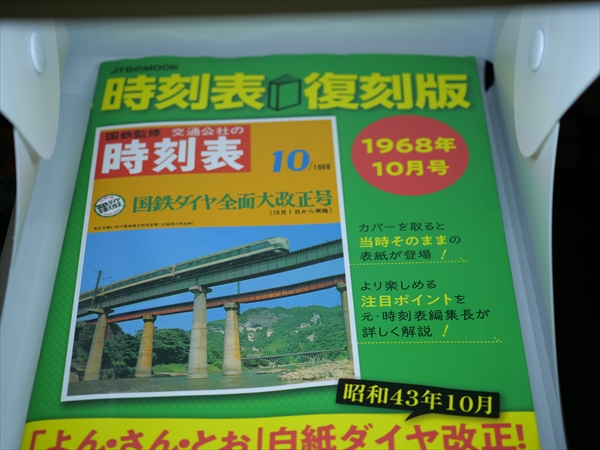 JTBのMOOK
時刻表 復刻版
国鉄監修 交通公社の
時刻表
10/1968
国鉄ダイヤ全面大改正号
[10月1日から実施]
1968年
10月号
カバーを取ると
当時そのままの
表紙が登場!
より楽しめる
注目ポイントを
元・時刻表編集長が
詳しく解説!
昭和43年10月
「よん・さん・とお」白紙ダイヤ改正!